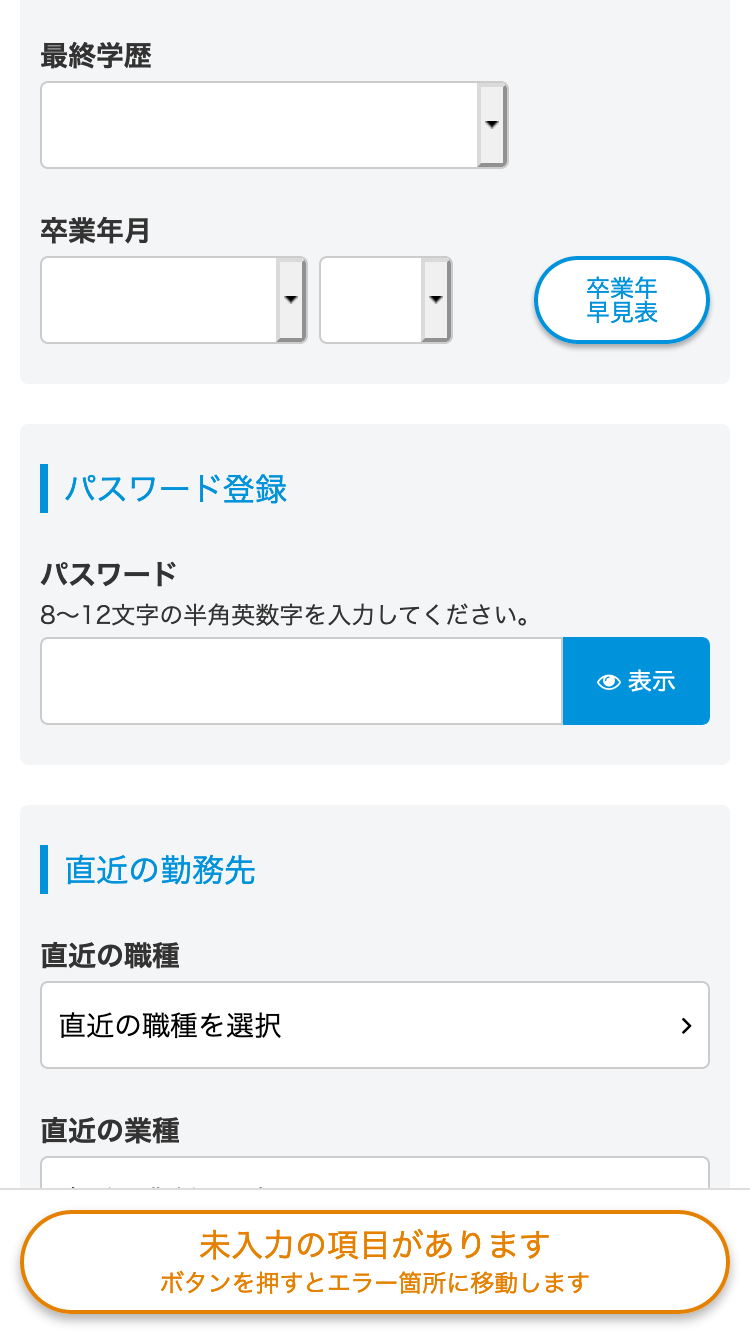 最終学歴
卒業年月
卒業年
早見表
パスワード登録
パスワード
8〜12文字の半角英数字を入力してください。
表示
直近の勤務先
直近の職種
直近の職種を選択
直近の業種
未入力の項目があります
ボタンを押すとエラー箇所に移動します